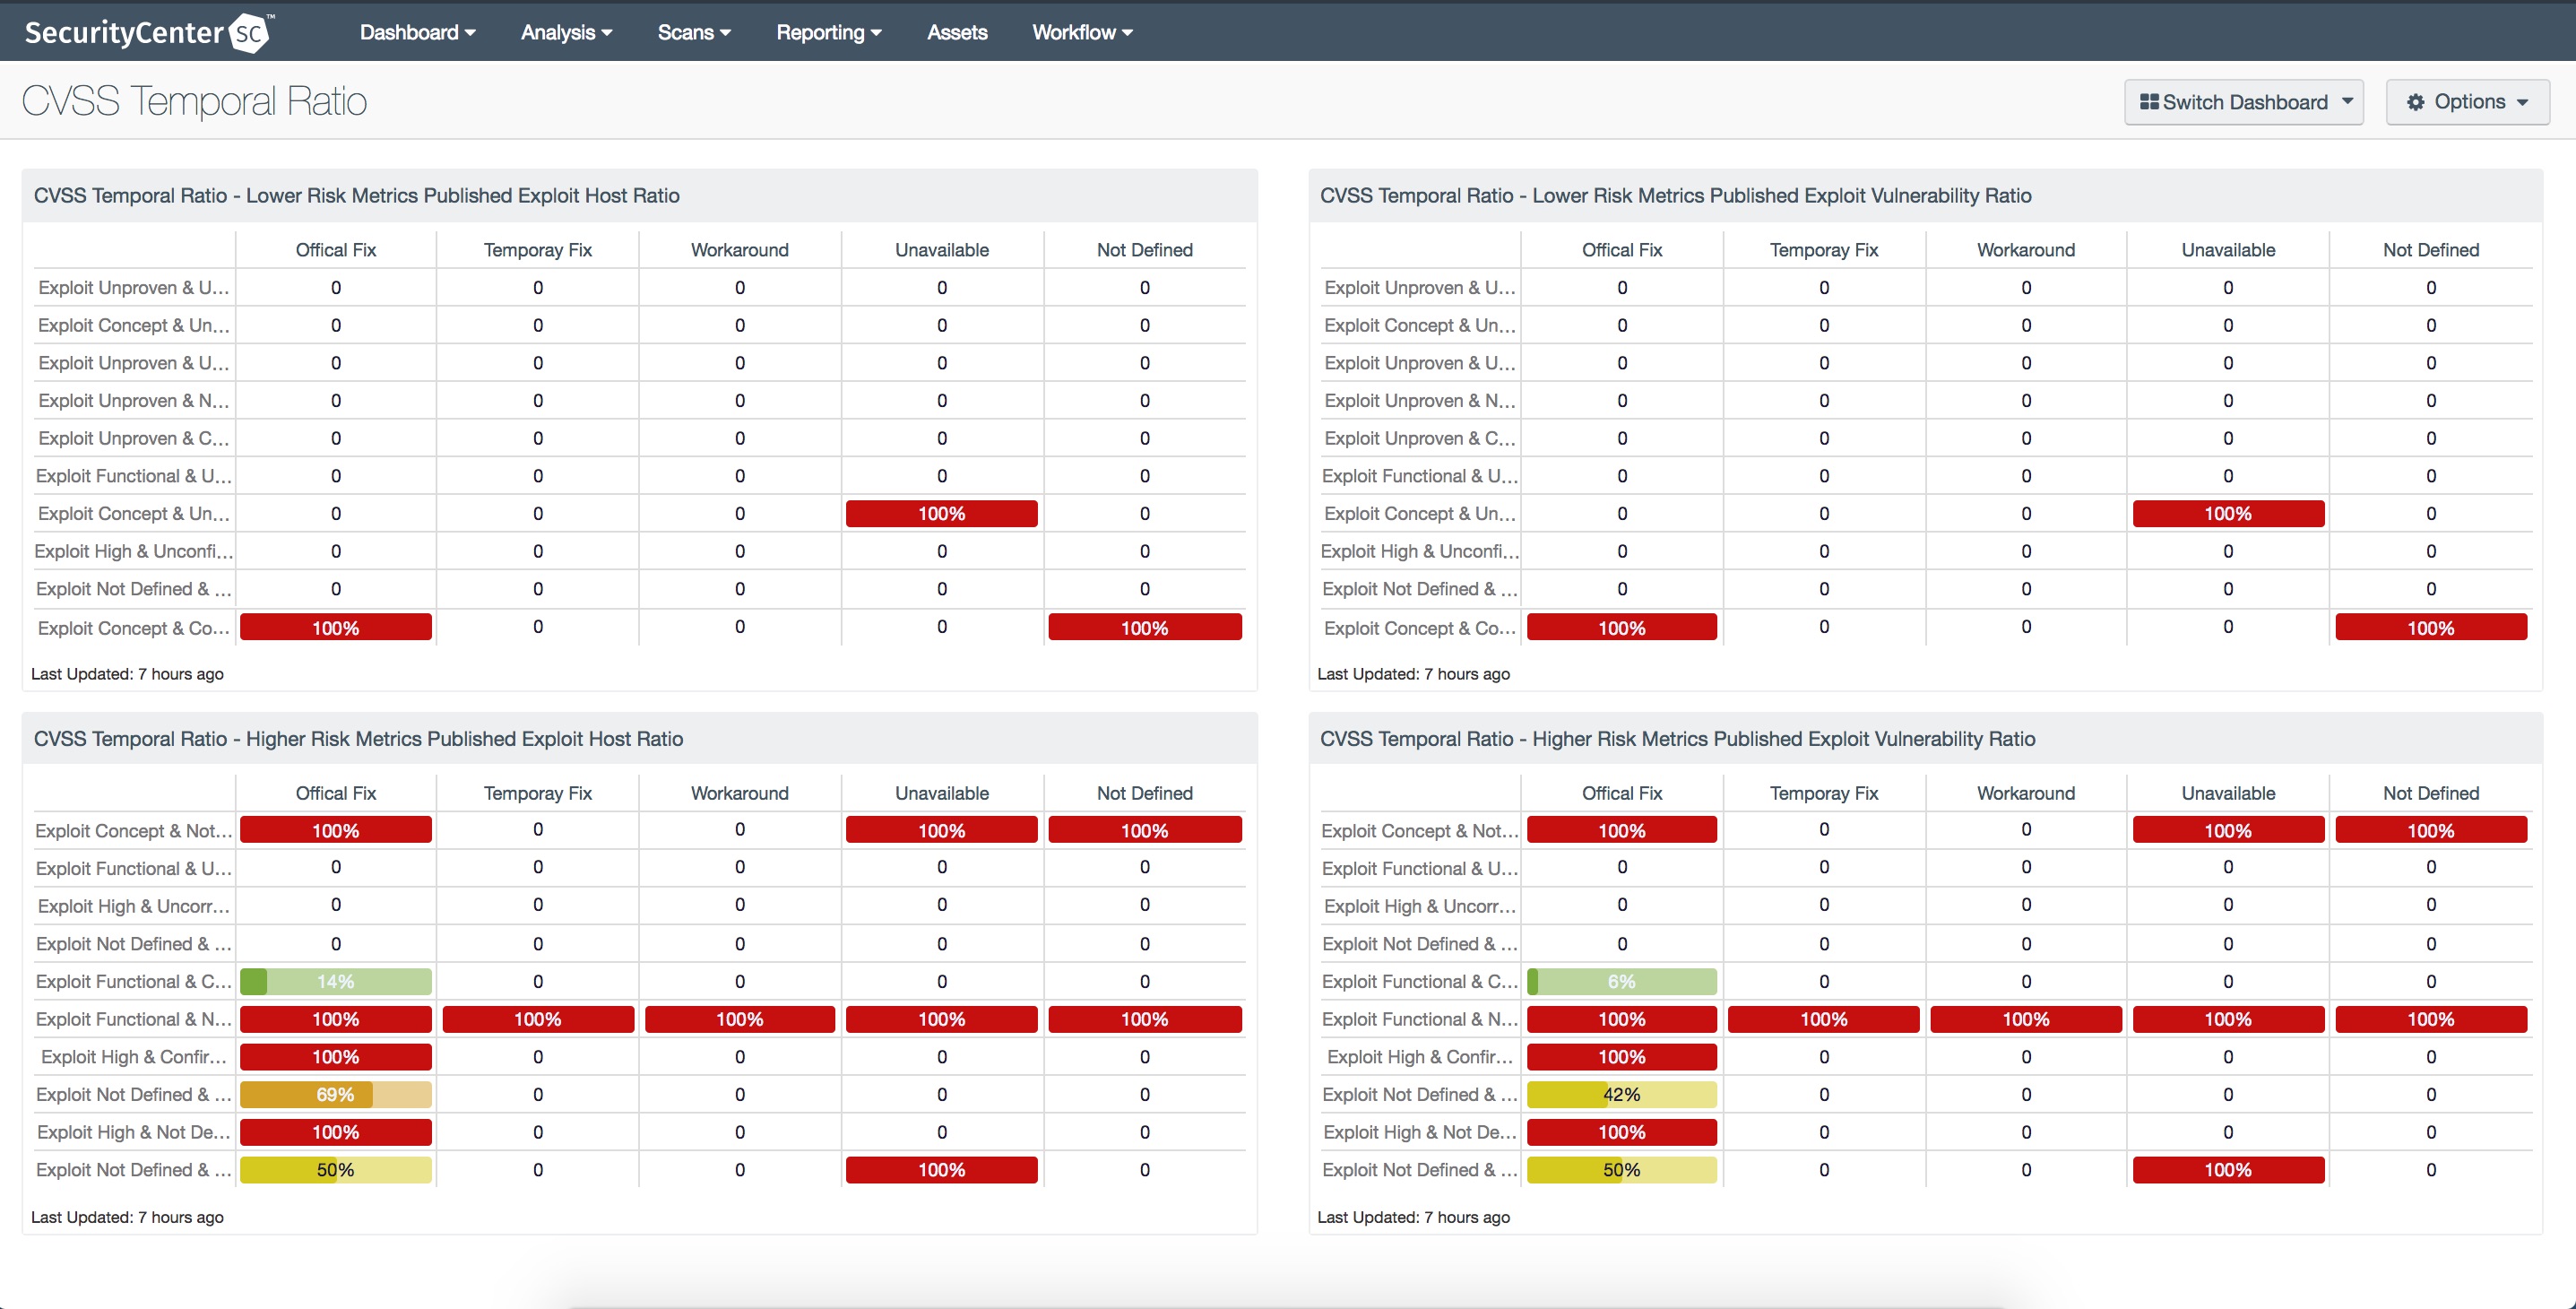 SecurityCenter SC ™ Dashboard Analysis Scans Reporting Assets Workflow
CVSS Temporal Ratio Switch Dashboard Options
CVSS Temporal Ratio - Lower Risk Metrics Published Exploit Host Ratio
Offical Fix Temporay Fix Workaround Unavailable Not Defined
Exploit Unproven & U... 0 0 0 0 0
Exploit Concept & Un... 0 0 0 0 0
Exploit Unproven & U... 0 0 0 0 0
Exploit Unproven & N... 0 0 0 0 0
Exploit Unproven & C... 0 0 0 0 0
Exploit Functional & U... 0 0 0 0 0
Exploit Concept & Un... 0 0 0 100% 0
Exploit High & Unconfi... 0 0 0 0 0
Exploit Not Defined & ... 0 0 0 0 0
Exploit Concept & Co... 100% 0 0 0 100%
Last Updated: 7 hours ago
CVSS Temporal Ratio - Lower Risk Metrics Published Exploit Vulnerability Ratio
Offical Fix Temporay Fix Workaround Unavailable Not Defined
Exploit Unproven & U... 0 0 0 0 0
Exploit Concept & Un... 0 0 0 0 0
Exploit Unproven & U... 0 0 0 0 0
Exploit Unproven & N... 0 0 0 0 0
Exploit Unproven & C... 0 0 0 0 0
Exploit Functional & U... 0 0 0 0 0
Exploit Concept & Un... 0 0 0 100% 0
Exploit High & Unconfi... 0 0 0 0 0
Exploit Not Defined & ... 0 0 0 0 0
Exploit Concept & Co... 100% 0 0 0 100%
Last Updated: 7 hours ago
CVSS Temporal Ratio - Higher Risk Metrics Published Exploit Host Ratio
Offical Fix Temporay Fix Workaround Unavailable Not Defined
Exploit Concept & Not... 100% 0 0 100% 100%
Exploit Functional & U... 0 0 0 0 0
Exploit High & Uncorr... 0 0 0 0 0
Exploit Not Defined & ... 0 0 0 0 0
Exploit Functional & C... 14% 0 0 0 0
Exploit Functional & N... 100% 100% 100% 100% 100%
Exploit High & Confir... 100% 0 0 0 0
Exploit Not Defined & ... 69% 0 0 0 0
Exploit High & Not De... 100% 0 0 0 0
Exploit Not Defined & ... 50% 0 0 100% 0
Last Updated: 7 hours ago
CVSS Temporal Ratio - Higher Risk Metrics Published Exploit Vulnerability Ratio
Offical Fix Temporay Fix Workaround Unavailable Not Defined
Exploit Concept & Not... 100% 0 0 100% 100%
Exploit Functional & U... 0 0 0 0 0
Exploit High & Uncorr... 0 0 0 0 0
Exploit Not Defined & ... 0 0 0 0 0
Exploit Functional & C... 6% 0 0 0 0
Exploit Functional & N... 100% 100% 100% 100% 100%
Exploit High & Confir... 100% 0 0 0 0
Exploit Not Defined & ... 42% 0 0 0 0
Exploit High & Not De... 100% 0 0 0 0
Exploit Not Defined & ... 50% 0 0 100% 0
Last Updated: 7 hours ago